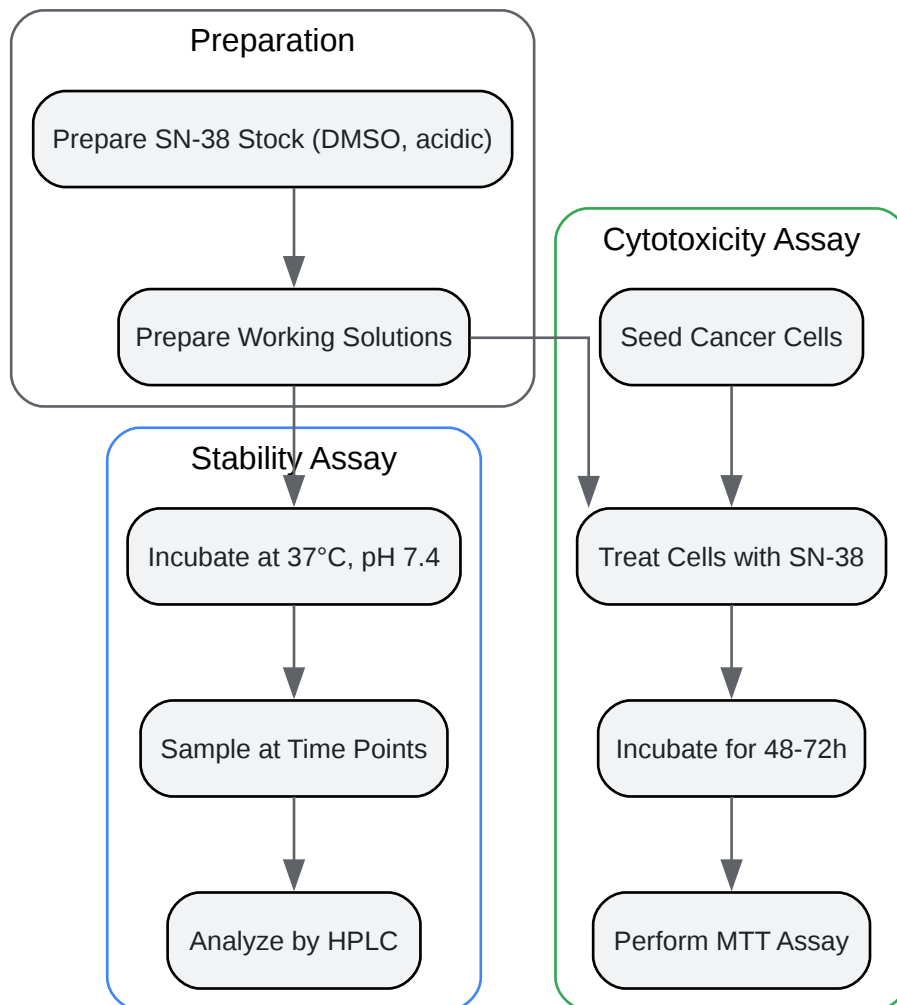 Preparation
Prepare SN-38 Stock (DMSO, acidic)
Prepare Working Solutions
Stability Assay
Incubate at 37°C, pH 7.4
Sample at Time Points
Analyze by HPLC
Cytotoxicity Assay
Seed Cancer Cells
Treat Cells with SN-38
Incubate for 48-72h
Perform MTT Assay